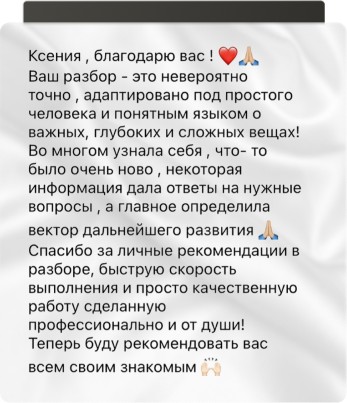 Ксения , благодарю вас ! ❤️🙏🏼
Ваш разбор - это невероятно
точно , адаптировано под простого
человека и понятным языком о
важных, глубоких и сложных вещах!
Во многом узнала себя , что- то
было очень ново , некоторая
информация дала ответы на нужные
вопросы , а главное определила
вектор дальнейшего развития 🙏🏼
Спасибо за личные рекомендации в
разборе, быструю скорость
выполнения и просто качественную
работу сделанную
профессионально и от души!
Теперь буду рекомендовать вас
всем своим знакомым 🙌🏻